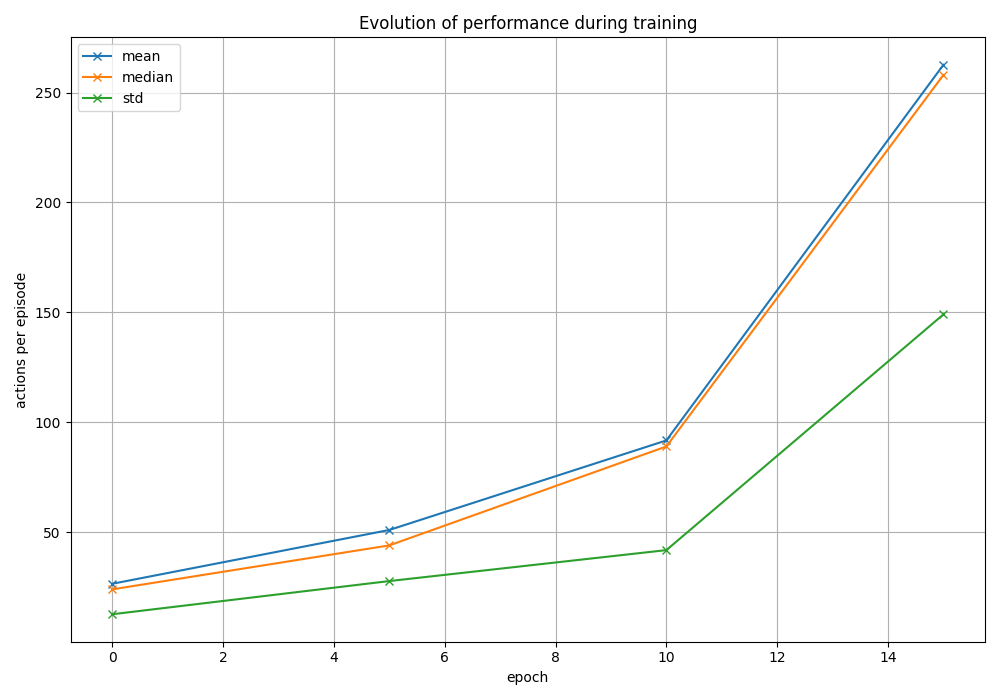 Evolution of performance during training
mean
median
std
250
200
150
100
50
actions per episode
0 2 4 6 8 10 12 14
epoch